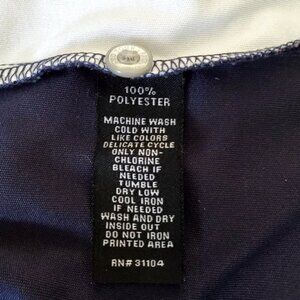 100%
POLYESTER
MACHINE WASH
COLD WITH
LIKE COLORS
DELICATE CYCLE
ONLY NON-
CHLORINE
BLEACH IF
NEEDED
TUMBLE
DRY LOW
COOL IRON
IF NEEDED
WASH AND DRY
INSIDE OUT
DO NOT IRON
PRINTED AREA
RN# 31104